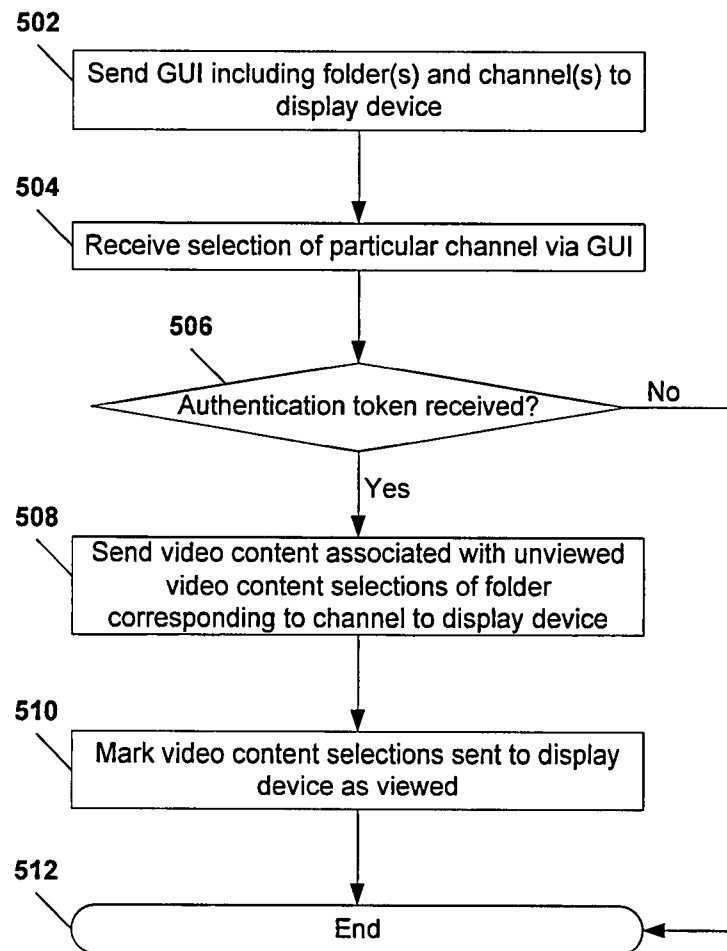 502
Send GUI including folder(s) and channel(s) to
display device
504
Receive selection of particular channel via GUI
506
Authentication token received?
No
Yes
508
Send video content associated with unviewed
video content selections of folder
corresponding to channel to display device
510
Mark video content selections sent to display
device as viewed
512
End